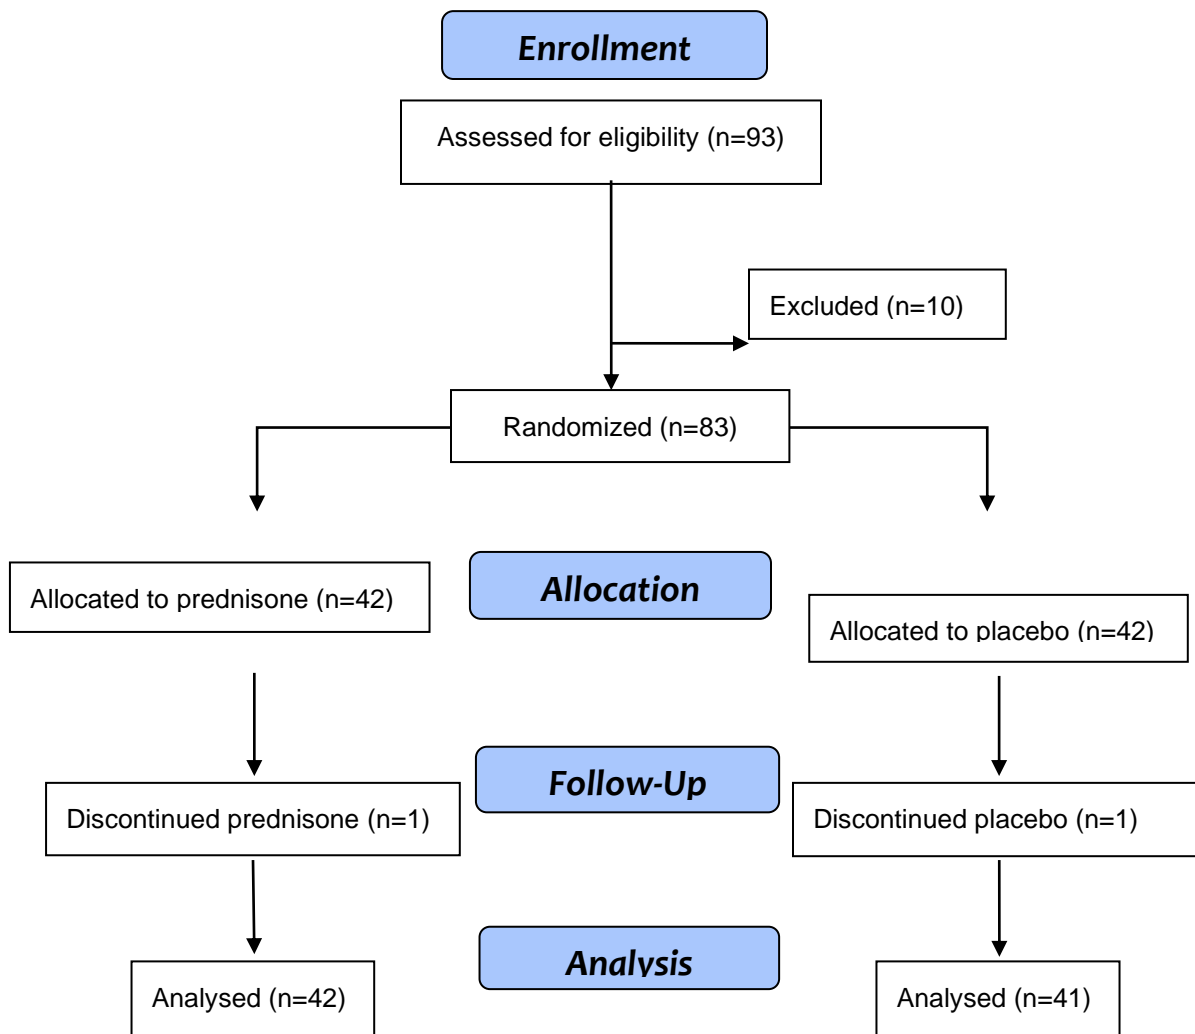 Enrollment
Assessed for eligibility (n=93)
Excluded (n=10)
Randomized (n=83)
Allocation
Allocated to prednisone (n=42)
Allocated to placebo (n=42)
Follow-Up
Discontinued prednisone (n=1)
Discontinued placebo (n=1)
Analysis
Analysed (n=42)
Analysed (n=41)